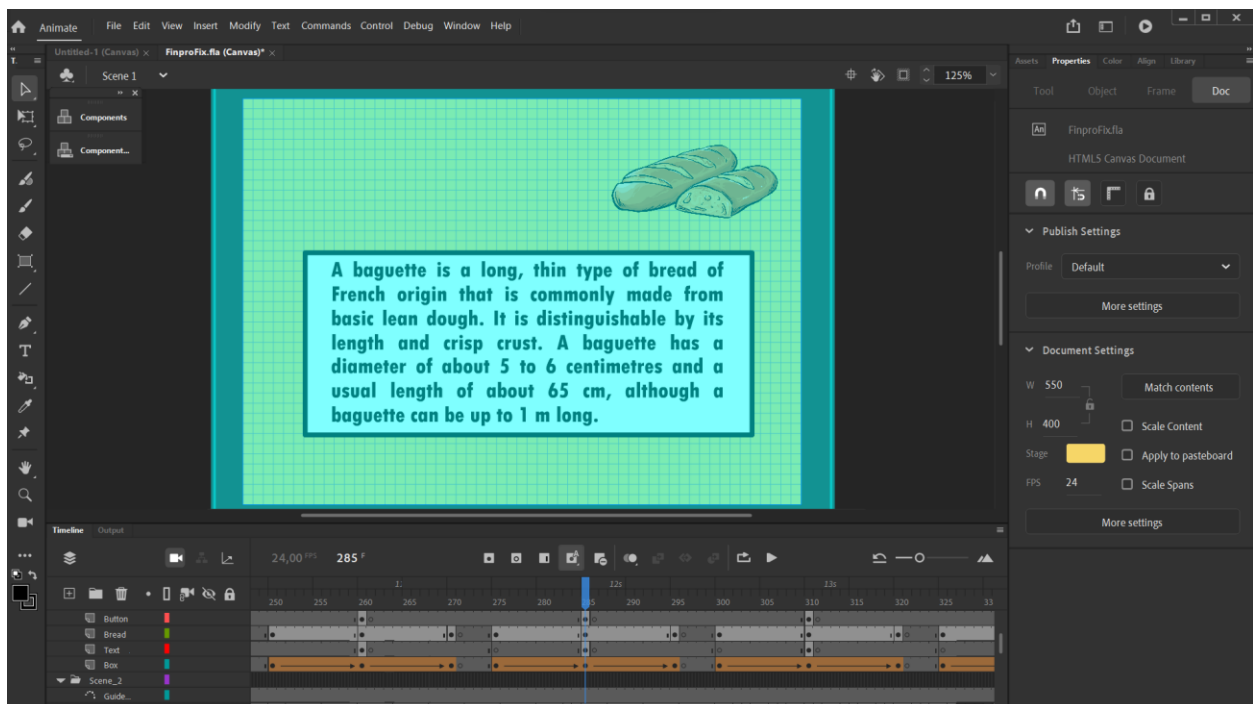 Animate File Edit View Insert Modify Text Commands Control Debug Window Help
Untitled-1 (Canvas) × FinproFix.fla (Canvas)* ×
T.
Scene 1
125%
Components
Component...
A baguette is a long, thin type of bread of
French origin that is commonly made from
basic lean dough. It is distinguishable by its
length and crisp crust. A baguette has a
diameter of about 5 to 6 centimetres and a
usual length of about 65 cm, although a
baguette can be up to 1 m long.
Assets Properties Color Align Library
Tool Object Frame Doc
An FinproFix.fla
HTML5 Canvas Document
Publish Settings
Profile Default
More settings
Document Settings
W 550 Match contents
H 400 Scale Content
Stage Apply to pasteboard
FPS 24 Scale Spans
More settings
Timeline Output
24,00 FPS 285 F
12s 13s
250 255 260 265 270 275 280 290 295 300 305 310 315 320 325 33
Button
Bread
Text
Box
Scene_2
Guide...